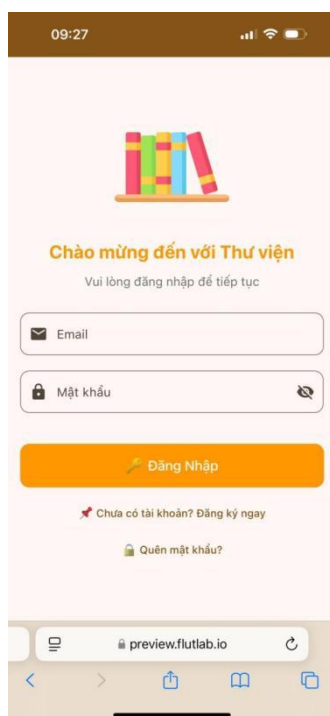 09:27
Chào mừng đến với Thư viện
Vui lòng đăng nhập để tiếp tục
Email
Mật khẩu
Đăng Nhập
Chưa có tài khoản? Đăng ký ngay
Quên mật khẩu?
preview.flutlab.io